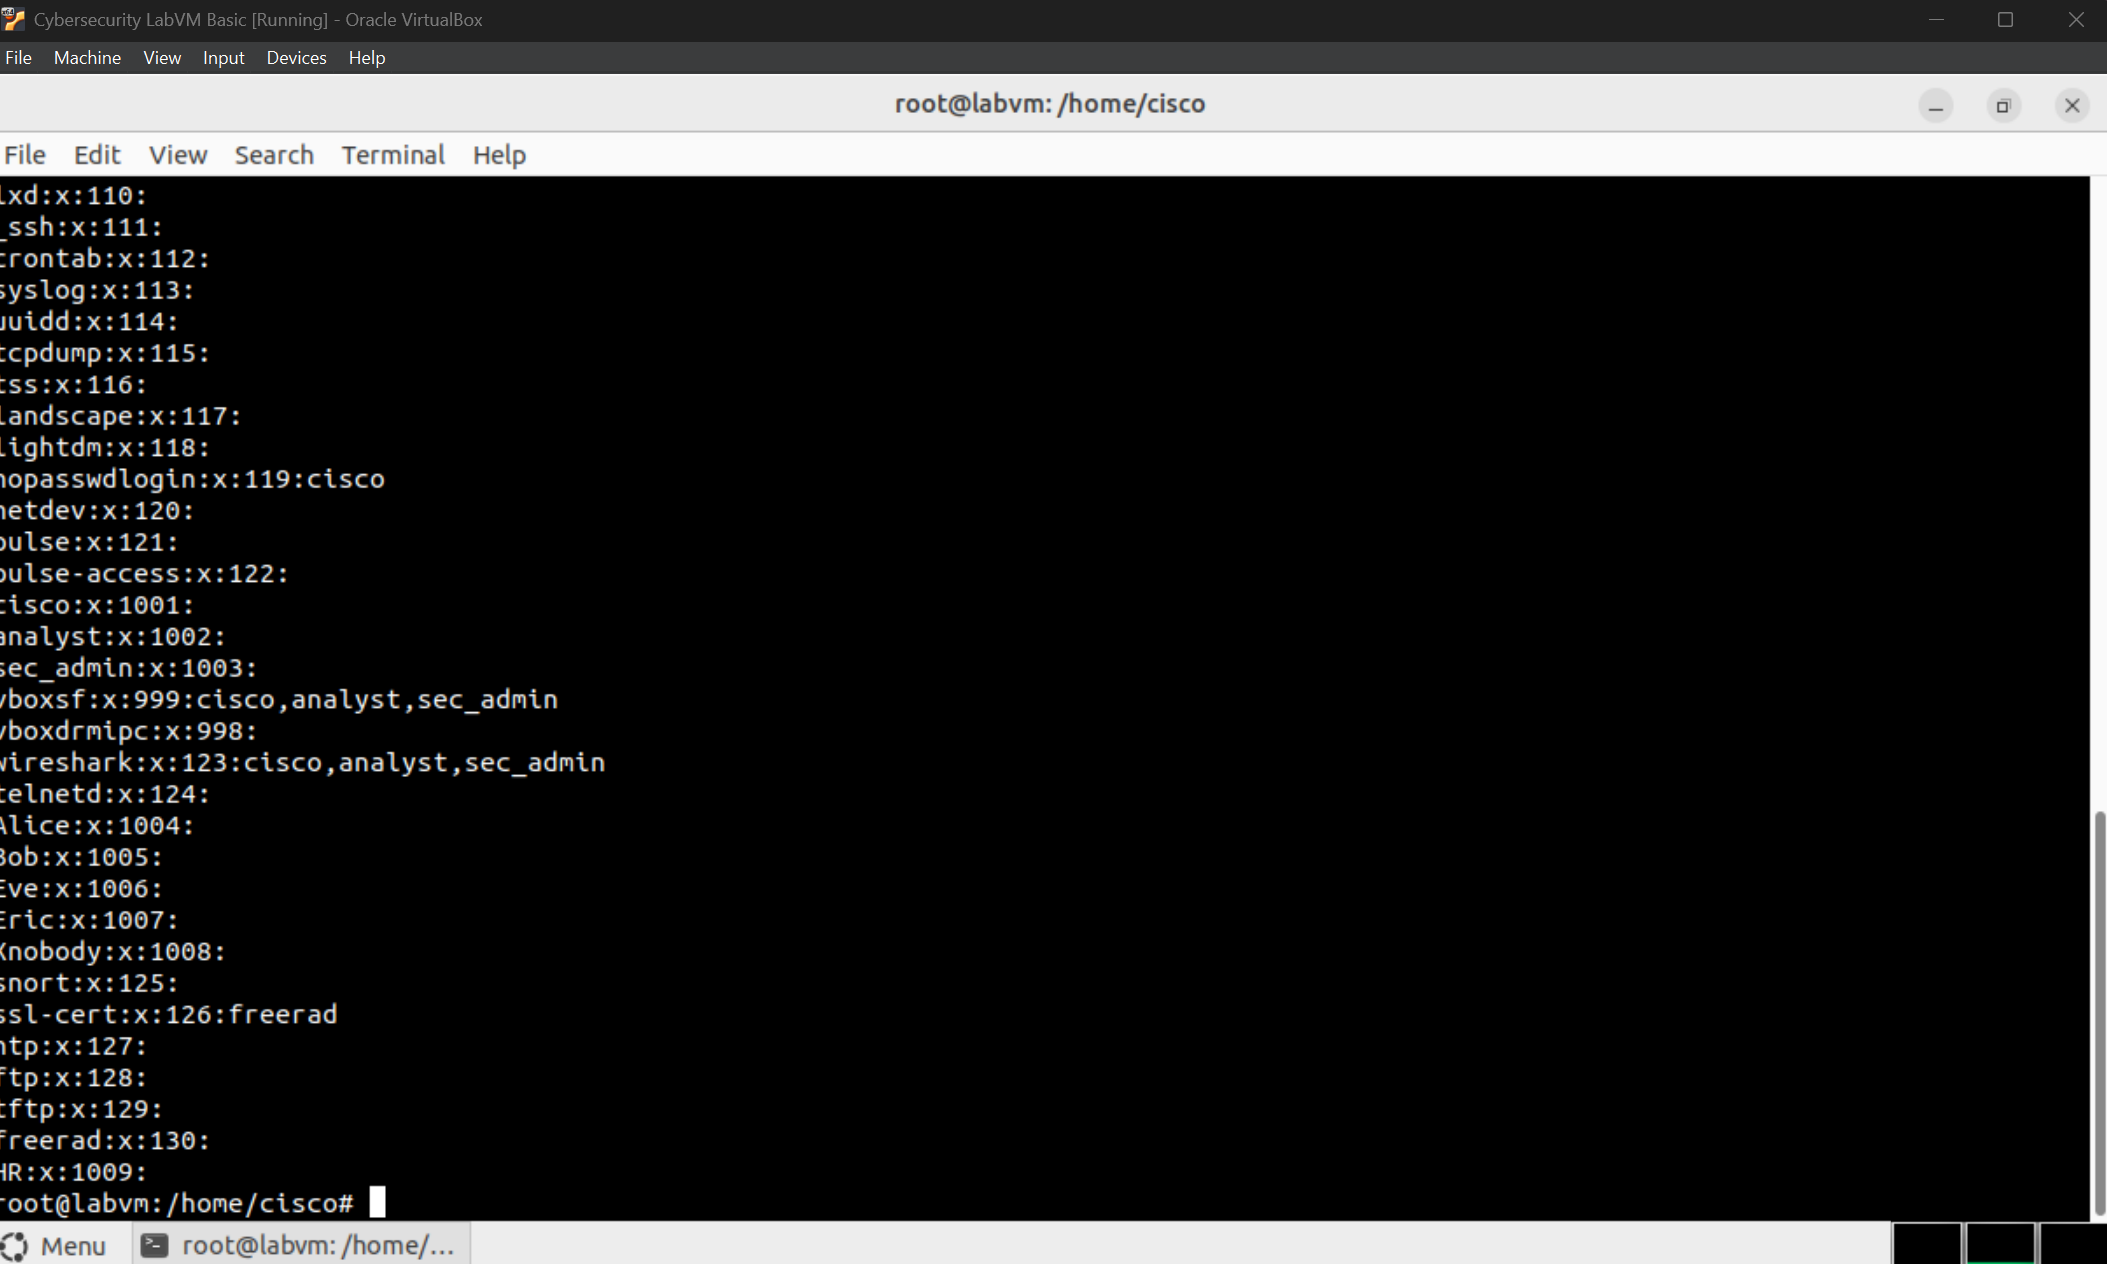 Cybersecurity LabVM Basic [Running] - Oracle VirtualBox
File Machine View Input Devices Help
root@labvm: /home/cisco
File Edit View Search Terminal Help
lxd:x:110:
_ssh:x:111:
crontab:x:112:
syslog:x:113:
uuidd:x:114:
tcpdump:x:115:
tss:x:116:
landscape:x:117:
lightdm:x:118:
nopasswdlogin:x:119:cisco
netdev:x:120:
pulse:x:121:
pulse-access:x:122:
cisco:x:1001:
analyst:x:1002:
sec_admin:x:1003:
vboxsf:x:999:cisco,analyst,sec_admin
vboxdrmipc:x:998:
wireshark:x:123:cisco,analyst,sec_admin
telnetd:x:124:
Alice:x:1004:
Bob:x:1005:
Eve:x:1006:
Eric:x:1007:
Xnobody:x:1008:
snort:x:125:
ssl-cert:x:126:freerad
ntp:x:127:
ftp:x:128:
tftp:x:129:
freerad:x:130:
HR:x:1009:
root@labvm:/home/cisco#
Menu root@labvm: /home/...